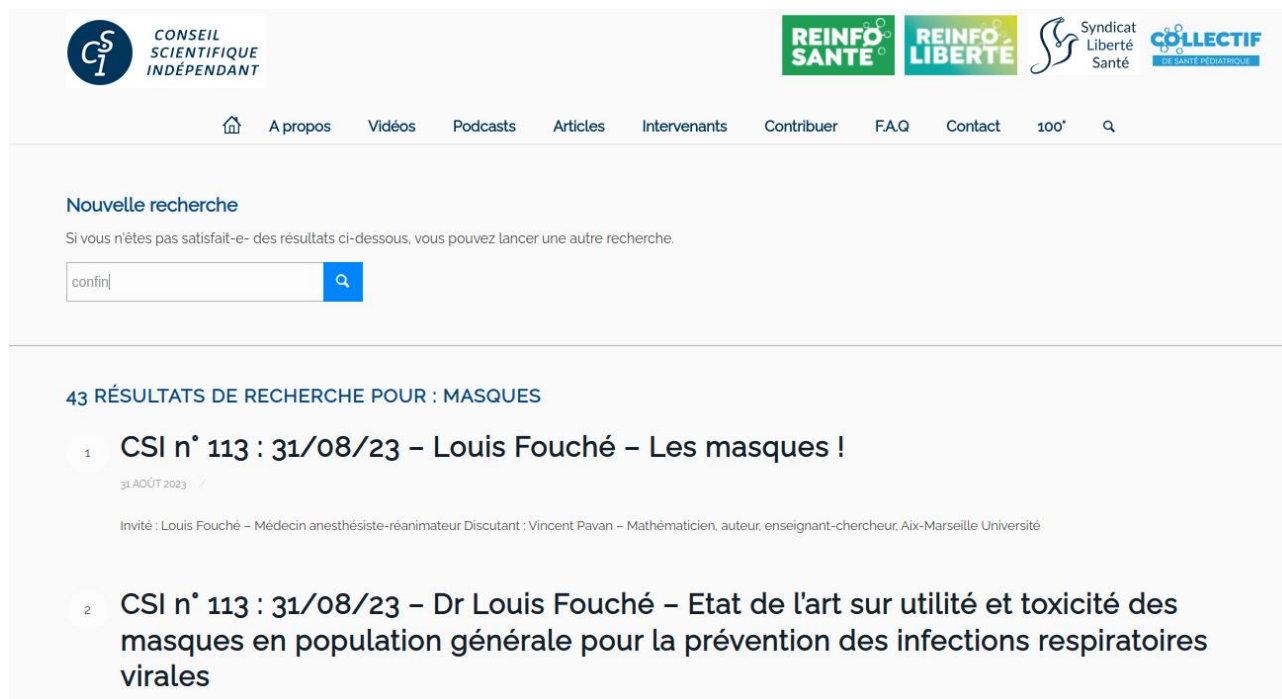 CSI
CONSEIL
SCIENTIFIQUE
INDÉPENDANT
REINFO
SANTÉ
REINFO
LIBERTÉ
Syndicat
Liberté
Santé
COLLECTIF
DE SANTÉ PÉDIATRIQUE
A propos Vidéos Podcasts Articles Intervenants Contribuer F.A.Q Contact 100°
Nouvelle recherche
Si vous n'êtes pas satisfait-e- des résultats ci-dessous, vous pouvez lancer une autre recherche.
confin
43 RÉSULTATS DE RECHERCHE POUR : MASQUES
1 CSI n° 113 : 31/08/23 – Louis Fouché – Les masques !
31 AOÛT 2023 /
Invité : Louis Fouché – Médecin anesthésiste-réanimateur Discutant : Vincent Pavan – Mathématicien, auteur, enseignant-chercheur, Aix-Marseille Université
2 CSI n° 113 : 31/08/23 – Dr Louis Fouché – Etat de l'art sur utilité et toxicité des
masques en population générale pour la prévention des infections respiratoires
virales